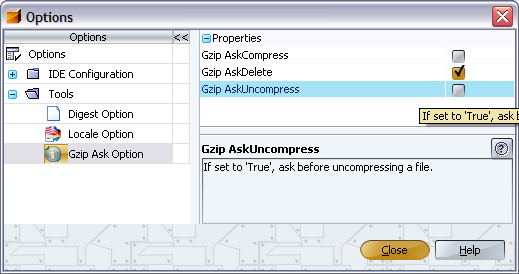 Options
Options <<
Options
IDE Configuration
Tools
Digest Option
Locale Option
Gzip Ask Option
Properties
Gzip AskCompress
Gzip AskDelete
Gzip AskUncompress
If set to 'True', ask b
Gzip AskUncompress
If set to 'True', ask before uncompressing a file.
Close Help